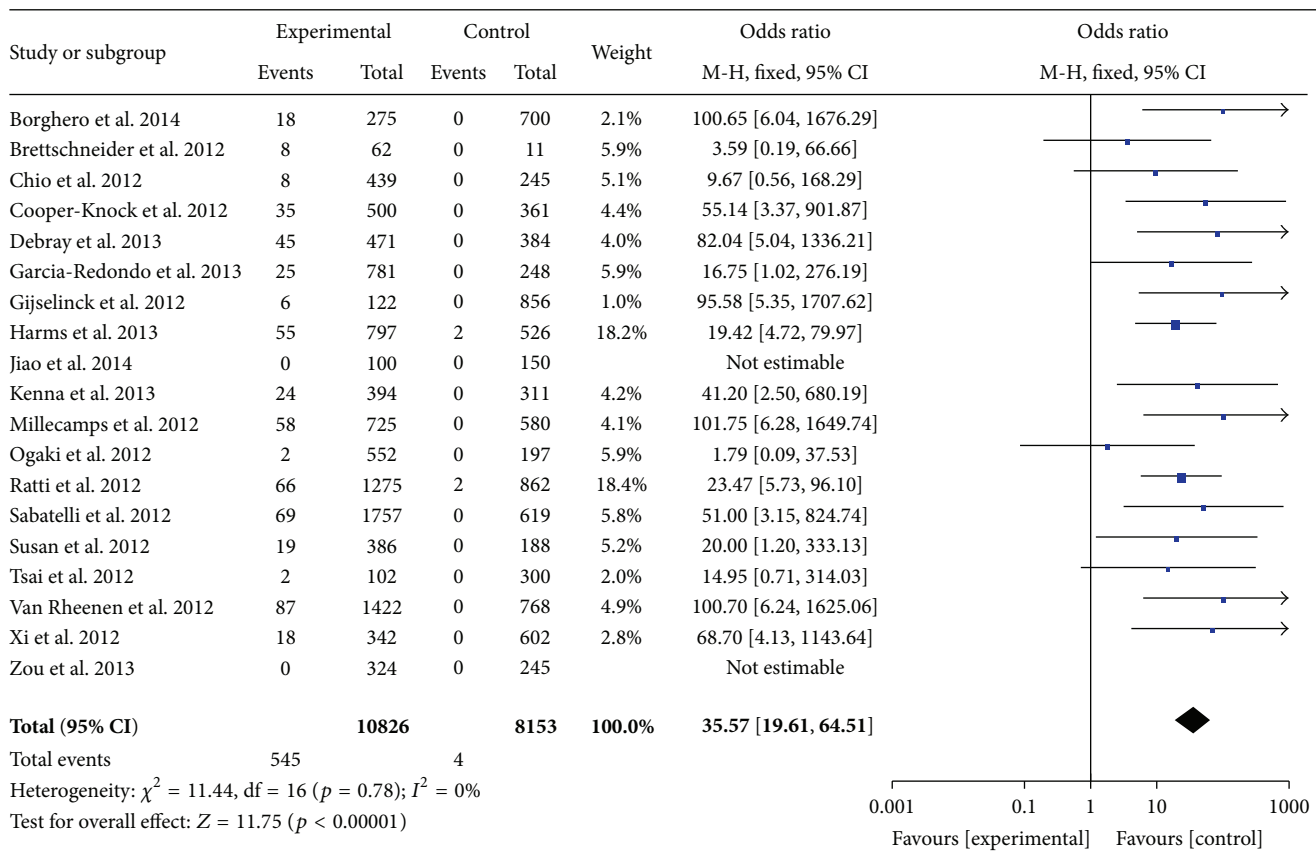 Study or subgroup Experimental Control Weight Odds ratio Odds ratio
Events Total Events Total M-H, fixed, 95% CI M-H, fixed, 95% CI
Borghero et al. 2014 18 275 0 700 2.1% 100.65 [6.04, 1676.29]
Brettschneider et al. 2012 8 62 0 11 5.9% 3.59 [0.19, 66.66]
Chio et al. 2012 8 439 0 245 5.1% 9.67 [0.56, 168.29]
Cooper-Knock et al. 2012 35 500 0 361 4.4% 55.14 [3.37, 901.87]
Debray et al. 2013 45 471 0 384 4.0% 82.04 [5.04, 1336.21]
Garcia-Redondo et al. 2013 25 781 0 248 5.9% 16.75 [1.02, 276.19]
Gijselinck et al. 2012 6 122 0 856 1.0% 95.58 [5.35, 1707.62]
Harms et al. 2013 55 797 2 526 18.2% 19.42 [4.72, 79.97]
Jiao et al. 2014 0 100 0 150 Not estimable
Kenna et al. 2013 24 394 0 311 4.2% 41.20 [2.50, 680.19]
Millecamps et al. 2012 58 725 0 580 4.1% 101.75 [6.28, 1649.74]
Ogaki et al. 2012 2 552 0 197 5.9% 1.79 [0.09, 37.53]
Ratti et al. 2012 66 1275 2 862 18.4% 23.47 [5.73, 96.10]
Sabatelli et al. 2012 69 1757 0 619 5.8% 51.00 [3.15, 824.74]
Susan et al. 2012 19 386 0 188 5.2% 20.00 [1.20, 333.13]
Tsai et al. 2012 2 102 0 300 2.0% 14.95 [0.71, 314.03]
Van Rheenen et al. 2012 87 1422 0 768 4.9% 100.70 [6.24, 1625.06]
Xi et al. 2012 18 342 0 602 2.8% 68.70 [4.13, 1143.64]
Zou et al. 2013 0 324 0 245 Not estimable
Total (95% CI) 10826 8153 100.0% 35.57 [19.61, 64.51]
Total events 545 4
Heterogeneity: χ² = 11.44, df = 16 (p = 0.78); I² = 0%
Test for overall effect: Z = 11.75 (p < 0.00001)
0.001 0.1 1 10 1000
Favours [experimental] Favours [control]